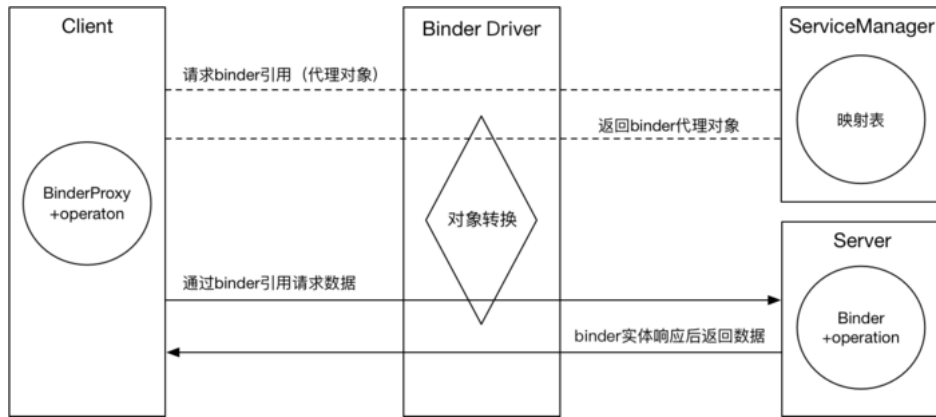 Client
Binder Driver
ServiceManager
请求binder引用（代理对象）
映射表
返回binder代理对象
BinderProxy
+operaton
对象转换
Server
通过binder引用请求数据
Binder
+operation
binder实体响应后返回数据